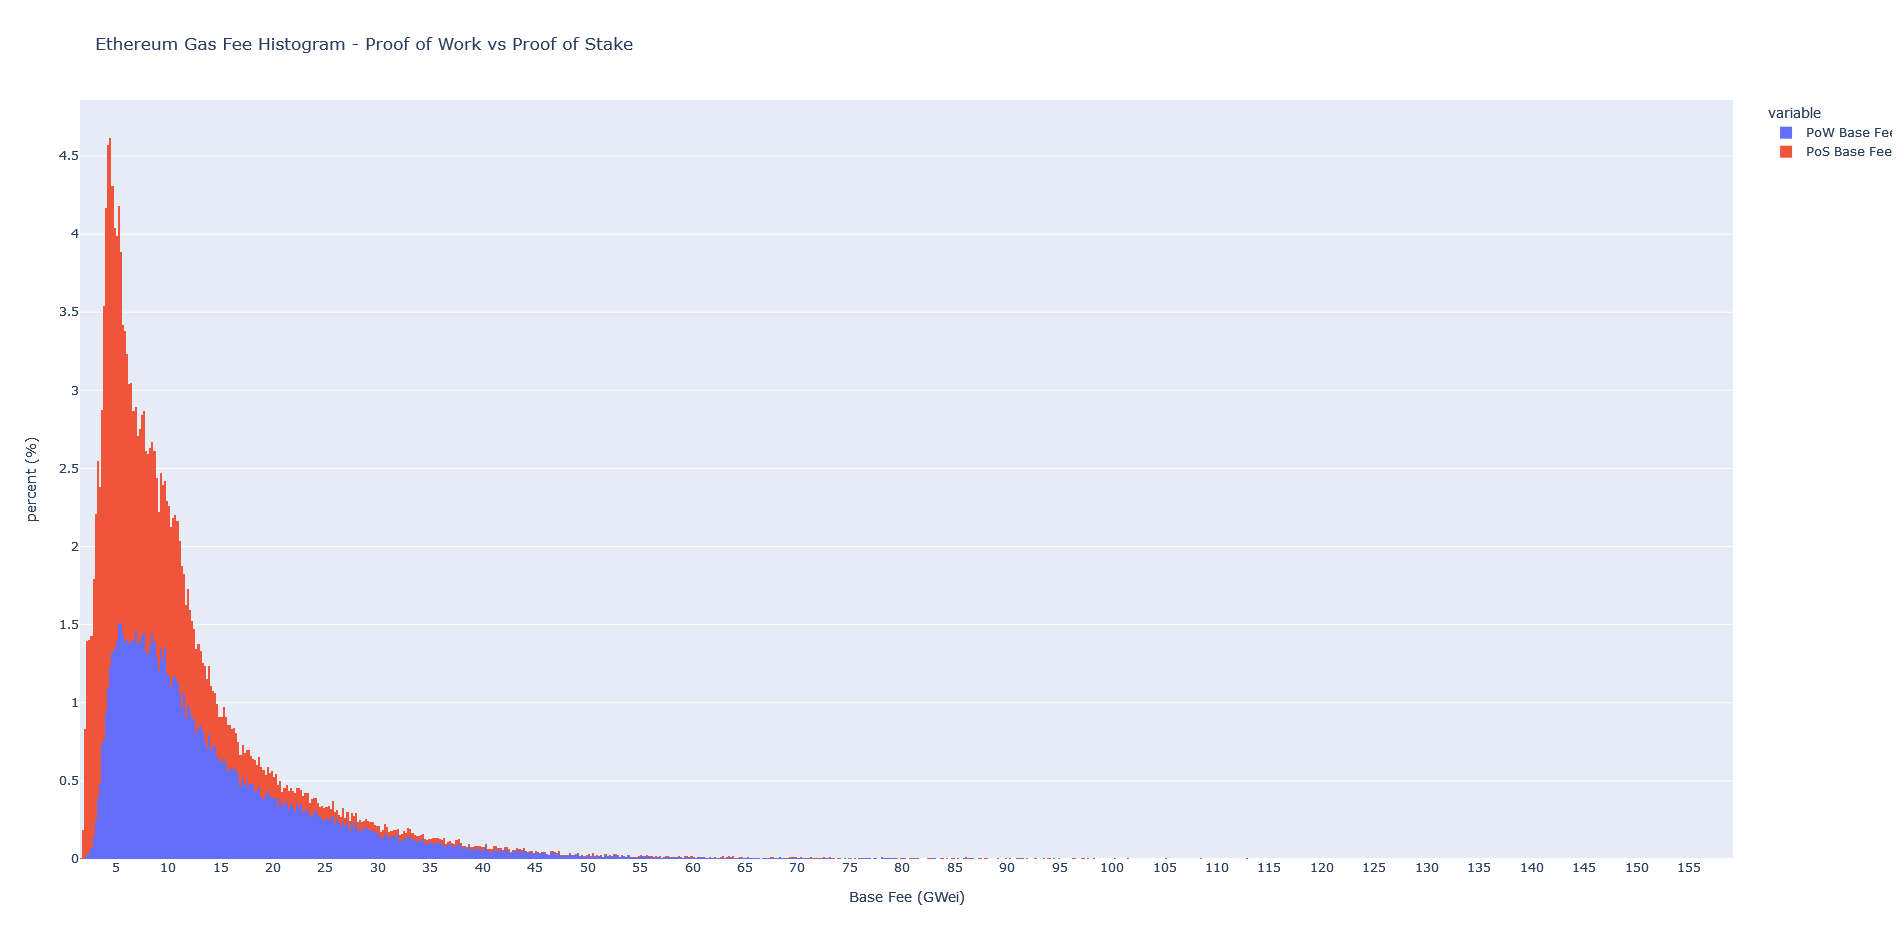 Ethereum Gas Fee Histogram - Proof of Work vs Proof of Stake
variable
PoW Base Fee
PoS Base Fee
percent (%)
4.5
4
3.5
3
2.5
2
1.5
1
0.5
0
5 10 15 20 25 30 35 40 45 50 55 60 65 70 75 80 85 90 95 100 105 110 115 120 125 130 135 140 145 150 155
Base Fee (GWei)